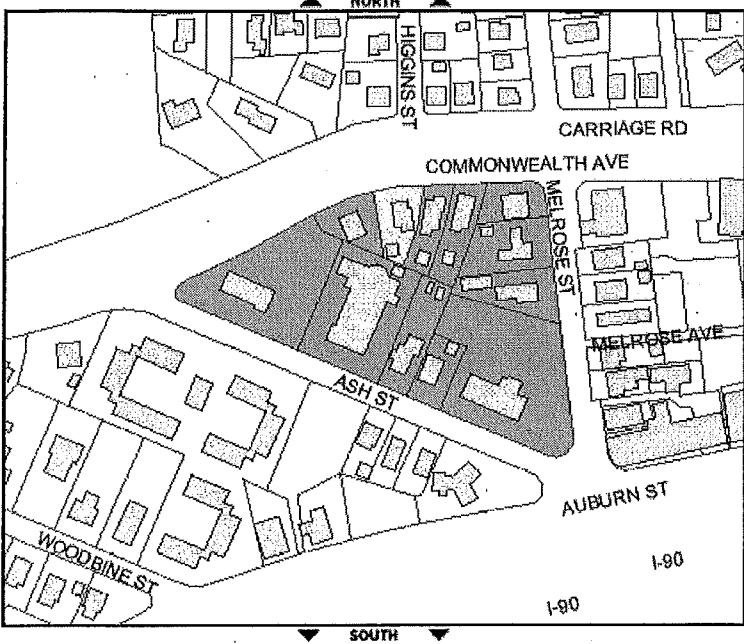 NORTH
HIGGINS ST
CARRIAGE RD
COMMONWEALTH AVE
MELROSE ST
MELROSE AVE
ASH ST
AUBURN ST
WOODBINE ST
I-90
I-90
SOUTH